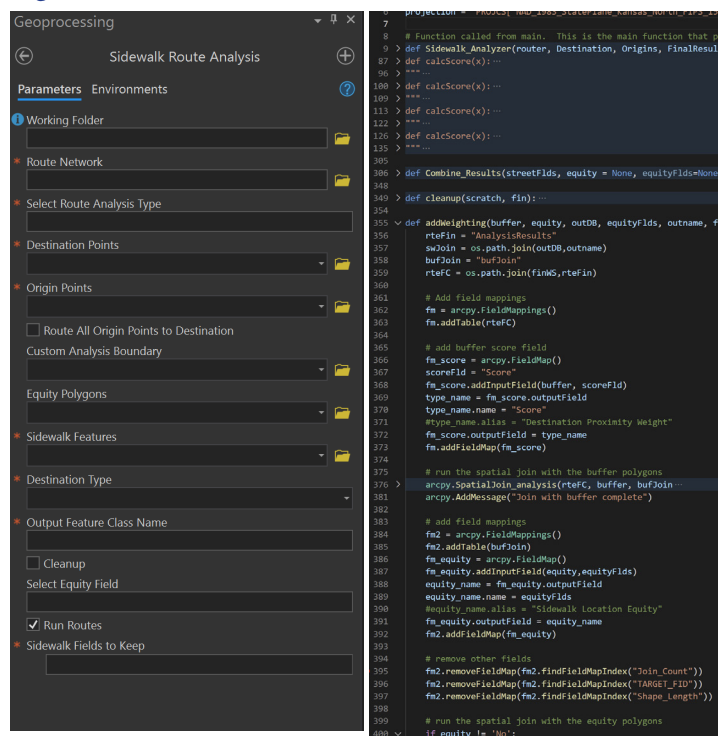 Geoprocessing
Sidewalk Route Analysis
Parameters Environments
Working Folder
* Route Network
* Select Route Analysis Type
* Destination Points
* Origin Points
Route All Origin Points to Destination
Custom Analysis Boundary
Equity Polygons
* Sidewalk Features
* Destination Type
* Output Feature Class Name
Cleanup
Select Equity Field
Run Routes
* Sidewalk Fields to Keep
7
8 # Function called from main. This is the main function that p
9 > def Sidewalk_Analyzer(router, Destination, Origins, FinalResul
87 > def calcScore(x): ...
96 > """ ...
100 > def calcScore(x): ...
109 > """ ...
113 > def calcScore(x): ...
122 > """ ...
126 > def calcScore(x): ...
135 > """ ...
305
306 > def Combine_Results(streetFlds, equity = None, equityFlds=None
348
349 > def cleanup(scratch, fin): ...
354
355 def addWeighting(buffer, equity, outDB, equityFlds, outname, f
356 rteFin = "AnalysisResults"
357 swJoin = os.path.join(outDB,outname)
358 bufJoin = "bufJoin"
359 rteFC = os.path.join(finWS,rteFin)
360
361 # Add field mappings
362 fm = arcpy.FieldMappings()
363 fm.addTable(rteFC)
364
365 # add buffer score field
366 fm_score = arcpy.FieldMap()
367 scoreFld = "Score"
368 fm_score.addInputField(buffer, scoreFld)
369 type_name = fm_score.outputField
370 type_name.name = "Score"
371 #type_name.alias = "Destination Proximity Weight"
372 fm_score.outputField = type_name
373 fm.addFieldMap(fm_score)
374
375 # run the spatial join with the buffer polygons
376 > arcpy.SpatialJoin_analysis(rteFC, buffer, bufJoin ...
381 arcpy.AddMessage("Join with buffer complete")
382
383 # add field mappings
384 fm2 = arcpy.FieldMappings()
385 fm2.addTable(bufJoin)
386 fm_equity = arcpy.FieldMap()
387 fm_equity.addInputField(equity,equityFlds)
388 equity_name = fm_equity.outputField
389 equity_name.name = equityFlds
390 #equity_name.alias = "Sidewalk Location Equity"
391 fm_equity.outputField = equity_name
392 fm2.addFieldMap(fm_equity)
393
394 # remove other fields
395 fm2.removeFieldMap(fm2.findFieldMapIndex("Join_Count"))
396 fm2.removeFieldMap(fm2.findFieldMapIndex("TARGET_FID"))
397 fm2.removeFieldMap(fm2.findFieldMapIndex("Shape_Length"))
398
399 # run the spatial join with the equity polygons
400 if equity != 'No':